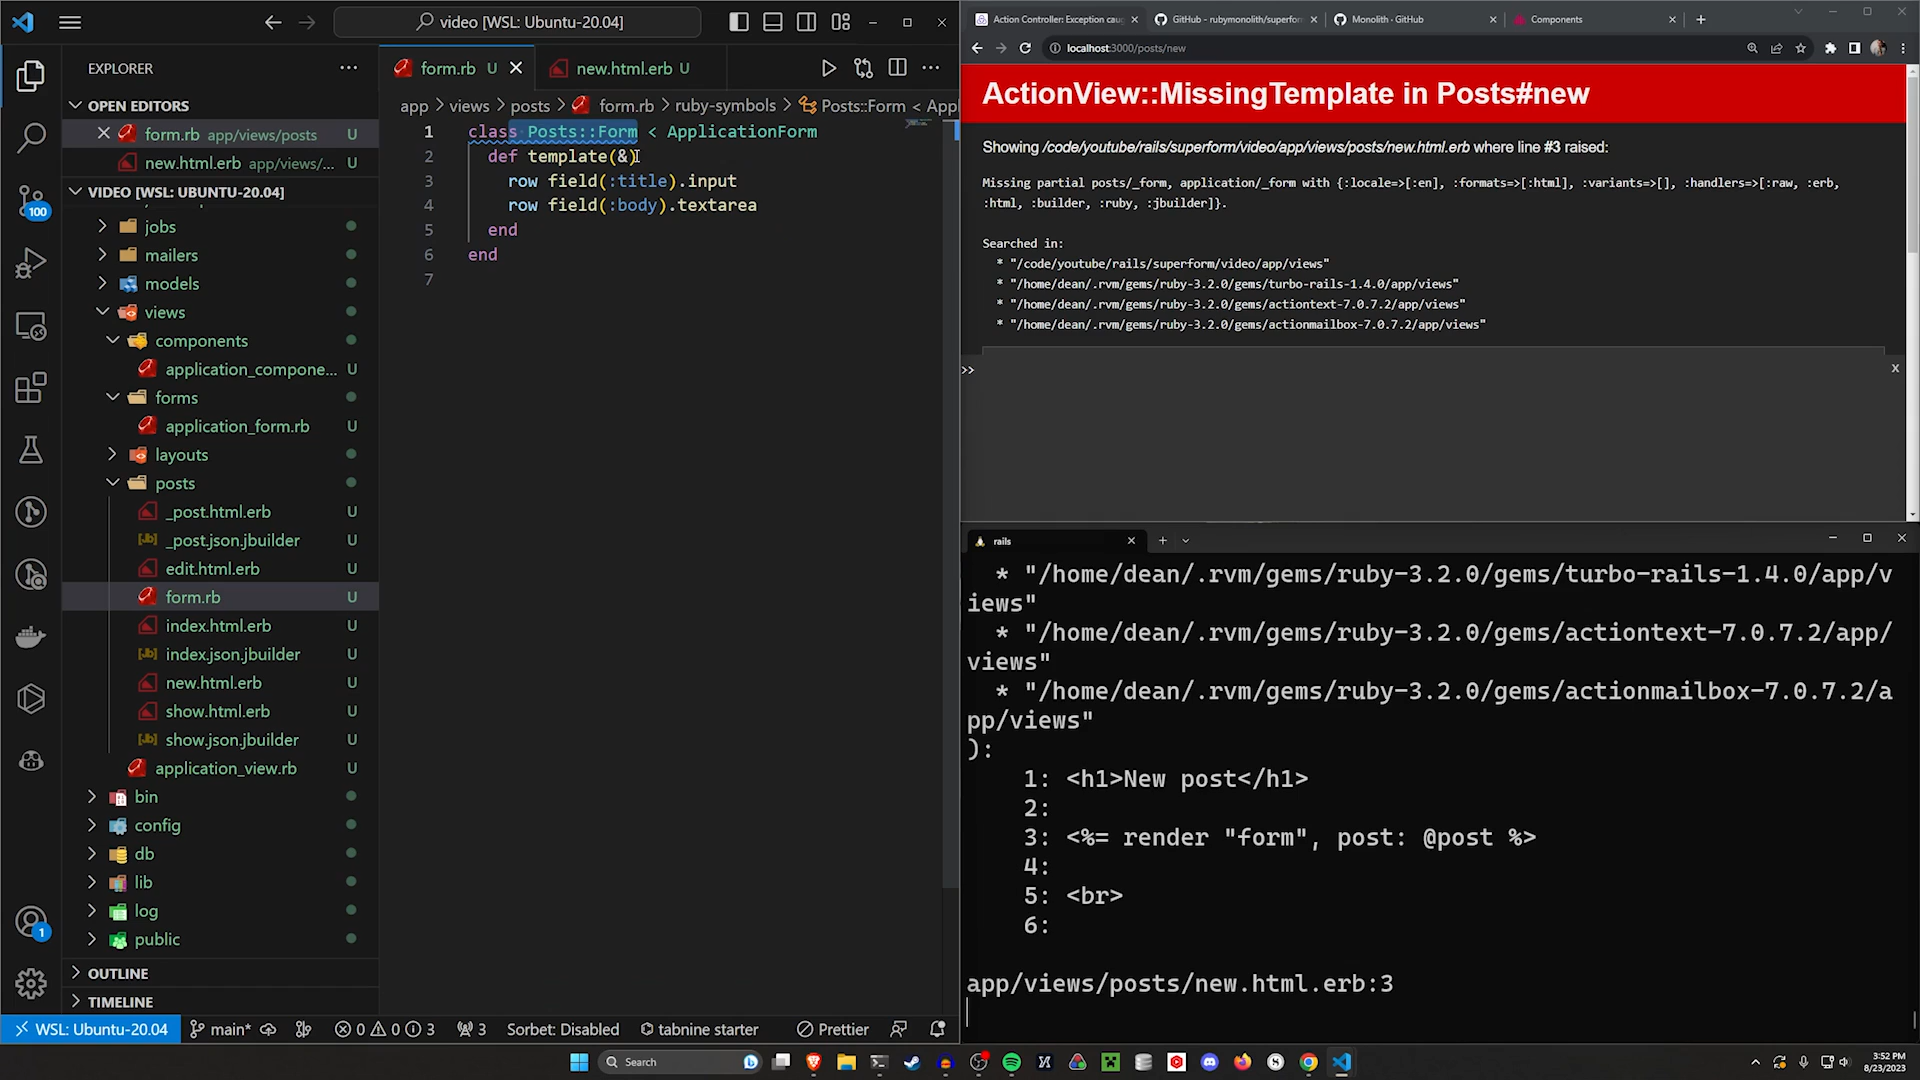 video [WSL: Ubuntu-20.04]
EXPLORER
OPEN EDITORS
form.rb app/views/posts U
new.html.erb app/views/... U
VIDEO [WSL: UBUNTU-20.04]
jobs
mailers
models
views
components
application_compone... U
forms
application_form.rb U
layouts
posts
_post.html.erb U
_post.json.jbuilder U
edit.html.erb U
form.rb U
index.html.erb U
index.json.jbuilder U
new.html.erb U
show.html.erb U
show.json.jbuilder U
application_view.rb U
bin
config
db
lib
log
public
OUTLINE
TIMELINE
100
1
form.rb U
new.html.erb U
app > views > posts > form.rb > ruby-symbols > Posts::Form < Appl
1 class Posts::Form < ApplicationForm
2 def template(&)
3 row field(:title).input
4 row field(:body).textarea
5 end
6 end
7
WSL: Ubuntu-20.04
main*
0 0 3
3
Sorbet: Disabled
tabnine starter
Prettier
Action Controller: Exception caug
GitHub - rubymonolith/superfor
Monolith · GitHub
Components
localhost:3000/posts/new
ActionView::MissingTemplate in Posts#new
Showing /code/youtube/rails/superform/video/app/views/posts/new.html.erb where line #3 raised:
Missing partial posts/_form, application/_form with {:locale=>[:en], :formats=>[:html], :variants=>[], :handlers=>[:raw, :erb,
:html, :builder, :ruby, :jbuilder]}.
Searched in:
* "/code/youtube/rails/superform/video/app/views"
* "/home/dean/.rvm/gems/ruby-3.2.0/gems/turbo-rails-1.4.0/app/views"
* "/home/dean/.rvm/gems/ruby-3.2.0/gems/actiontext-7.0.7.2/app/views"
* "/home/dean/.rvm/gems/ruby-3.2.0/gems/actionmailbox-7.0.7.2/app/views"
>>
x
rails
* "/home/dean/.rvm/gems/ruby-3.2.0/gems/turbo-rails-1.4.0/app/v
iews"
* "/home/dean/.rvm/gems/ruby-3.2.0/gems/actiontext-7.0.7.2/app/
views"
* "/home/dean/.rvm/gems/ruby-3.2.0/gems/actionmailbox-7.0.7.2/a
pp/views"
):
1: <h1>New post</h1>
2:
3: <%= render "form", post: @post %>
4:
5: <br>
6:
app/views/posts/new.html.erb:3
Search
3:52 PM
8/23/2023